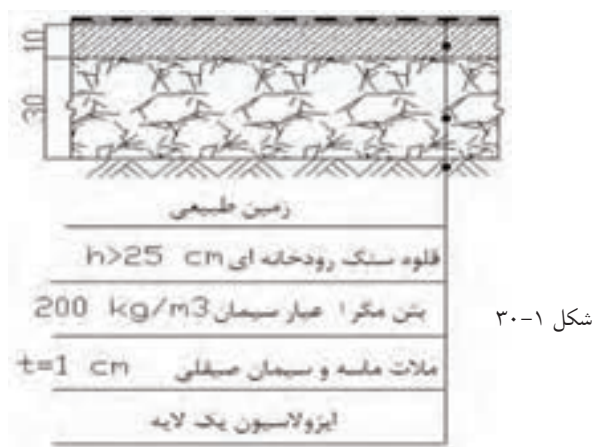 10
30
زمین طبیعی
قلوه سنگ رودخانه ای h>25 cm
بتن مگر ( عیار سیمان 200 kg/m3
ملات ماسه و سیمان صیقلی t=1 cm
ایزولاسیون یک لایه
شکل ۱-۳۰